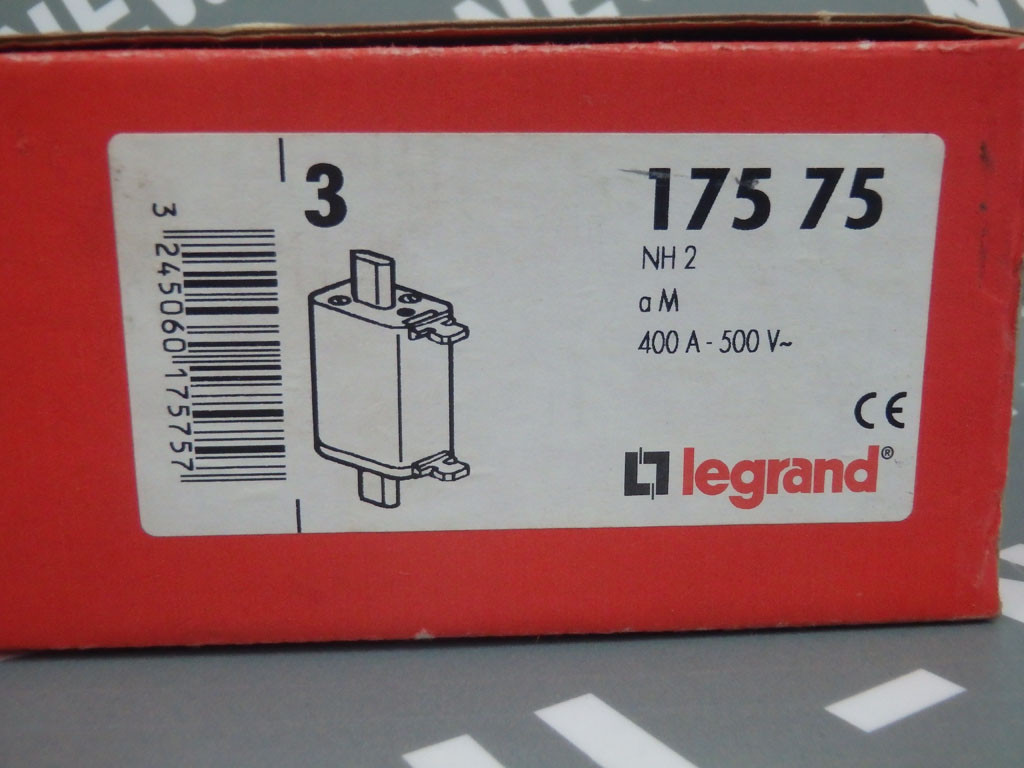 3
175 75
NH 2
a M
400 A - 500 V~
CE
legrand®
3 245060 175757